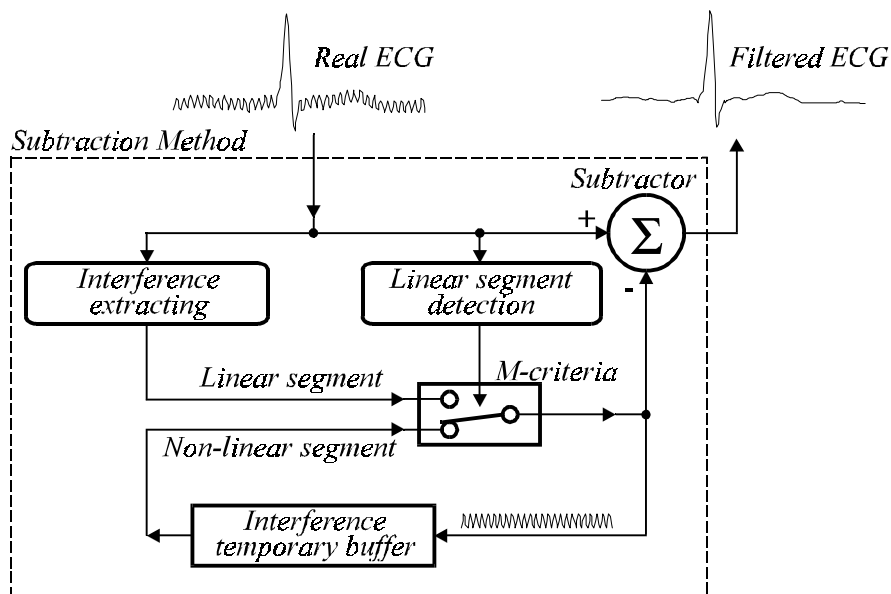 Real ECG
Filtered ECG
Subtraction Method
Subtractor
+
Σ
Interference
extracting
Linear segment
detection
-
Linear segment
M-criteria
Non-linear segment
Interference
temporary buffer